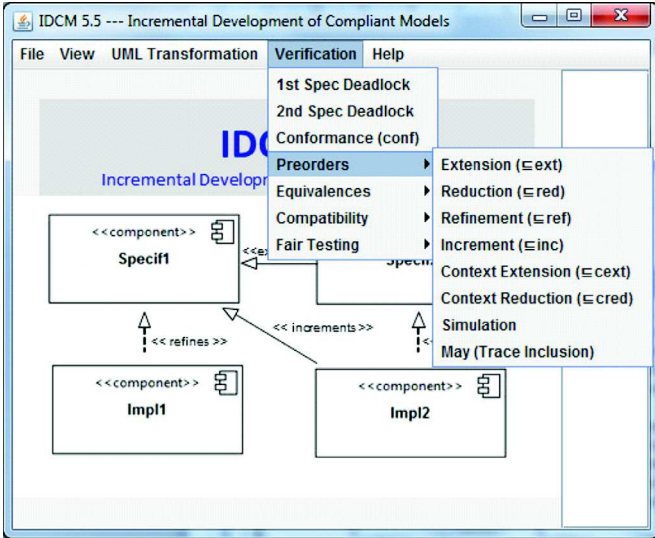 IDCM 5.5 --- Incremental Development of Compliant Models
File View UML Transformation Verification Help
1st Spec Deadlock
2nd Spec Deadlock
Conformance (conf)
Preorders
Equivalences
Compatibility
Fair Testing
Extension (⊑ext)
Reduction (⊑red)
Refinement (⊑ref)
Increment (⊑inc)
Context Extension (⊑cext)
Context Reduction (⊑cred)
Simulation
May (Trace Inclusion)
Incremental
<<component>>
Specif1
<< refines >>
<< increments >>
<<component>>
Impl1
<<component>>
Impl2